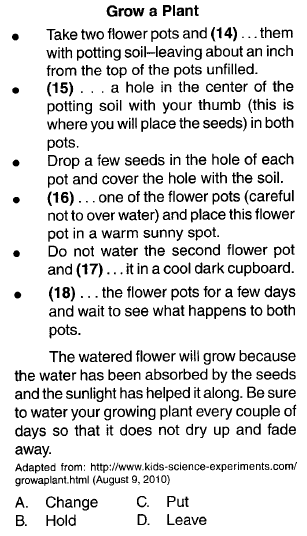 Grow a Plant
• Take two flower pots and (14) ... them
with potting soil–leaving about an inch
from the top of the pots unfilled.
• (15) . . . a hole in the center of the
potting soil with your thumb (this is
where you will place the seeds) in both
pots.
• Drop a few seeds in the hole of each
pot and cover the hole with the soil.
• (16) ... one of the flower pots (careful
not to over water) and place this flower
pot in a warm sunny spot.
• Do not water the second flower pot
and (17) ... it in a cool dark cupboard.
• (18) ... the flower pots for a few days
and wait to see what happens to both
pots.
The watered flower will grow because
the water has been absorbed by the seeds
and the sunlight has helped it along. Be sure
to water your growing plant every couple of
days so that it does not dry up and fade
away.
Adapted from: http://www.kids-science-experiments.com/
growaplant.html (August 9, 2010)
A. Change C. Put
B. Hold D. Leave